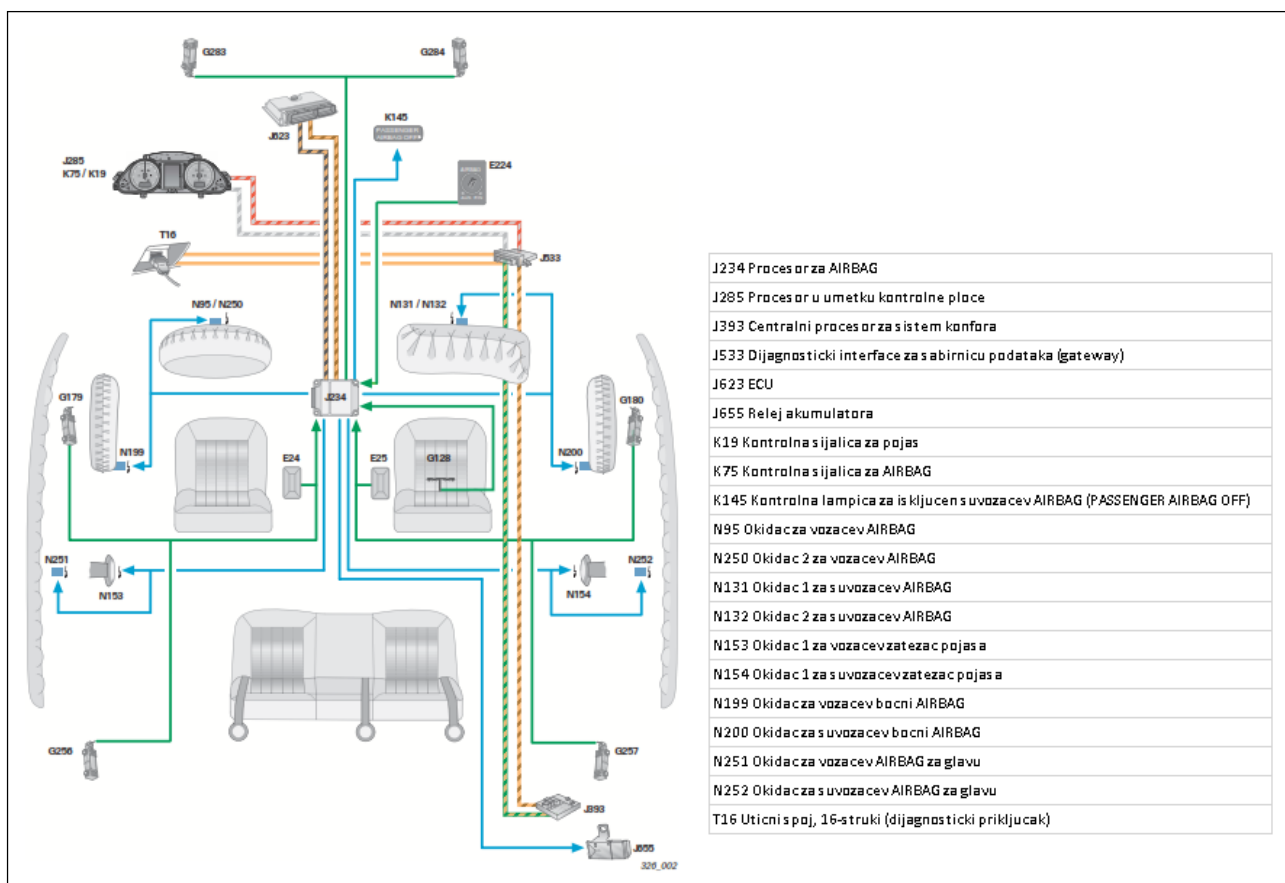 G283
G284
K145
PASSENGER
AIRBAG OFF
J623
E224
J285
K75 / K19
T16
J533
N95 / N250
N131 / N132
G179
J234
G180
N199
E24
E25
G128
N200
N251
N153
N154
N252
G256
G257
J393
J655
326_002
J234 Procesor za AIRBAG
J285 Procesor u umetku kontrolne ploce
J393 Centralni procesor za sistem konfora
J533 Dijagnosticki interface za sabirnicu podataka (gateway)
J623 ECU
J655 Relej akumulatora
K19 Kontrolna sijalica za pojas
K75 Kontrolna sijalica za AIRBAG
K145 Kontrolna lampica za iskljucen suvozacev AIRBAG (PASSENGER AIRBAG OFF)
N95 Okidac za vozacev AIRBAG
N250 Okidac 2 za vozacev AIRBAG
N131 Okidac 1 za suvozacev AIRBAG
N132 Okidac 2 za suvozacev AIRBAG
N153 Okidac 1 za vozacev zatezac pojasa
N154 Okidac 1 za suvozacev zatezac pojasa
N199 Okidac za vozacev bocni AIRBAG
N200 Okidac za suvozacev bocni AIRBAG
N251 Okidac za vozacev AIRBAG za glavu
N252 Okidac za suvozacev AIRBAG za glavu
T16 Uticni spoj, 16-struki (dijagnosticki prikljucak)